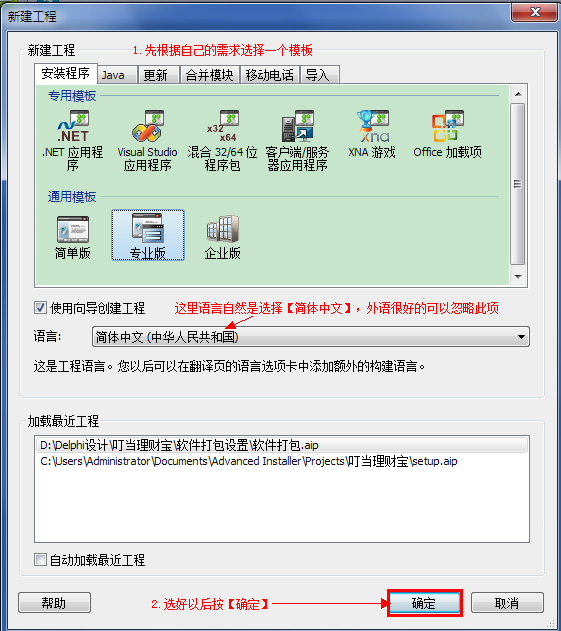 新建工程
新建工程
1. 先根据自己的需求选择一个模板
安装程序 Java 更新 合并模块 移动电话 导入
专用模板
.NET 应用程序
Visual Studio 应用程序
混合 32/64 位程序包
客户端/服务器应用程序
XNA 游戏
Office 加载项
通用模板
简单版 专业版 企业版
使用向导创建工程
这里语言自然是选择【简体中文】，外语很好的可以忽略此项
语言:
简体中文 (中华人民共和国)
这是工程语言。您以后可以在翻译页的语言选项卡中添加额外的构建语言。
加载最近工程
D:\Delphi设计\叮当理财宝\软件打包设置\软件打包.aip
C:\Users\Administrator\Documents\Advanced Installer\Projects\叮当理财宝\setup.aip
自动加载最近工程
帮助
2. 选好以后按【确定】
确定
取消